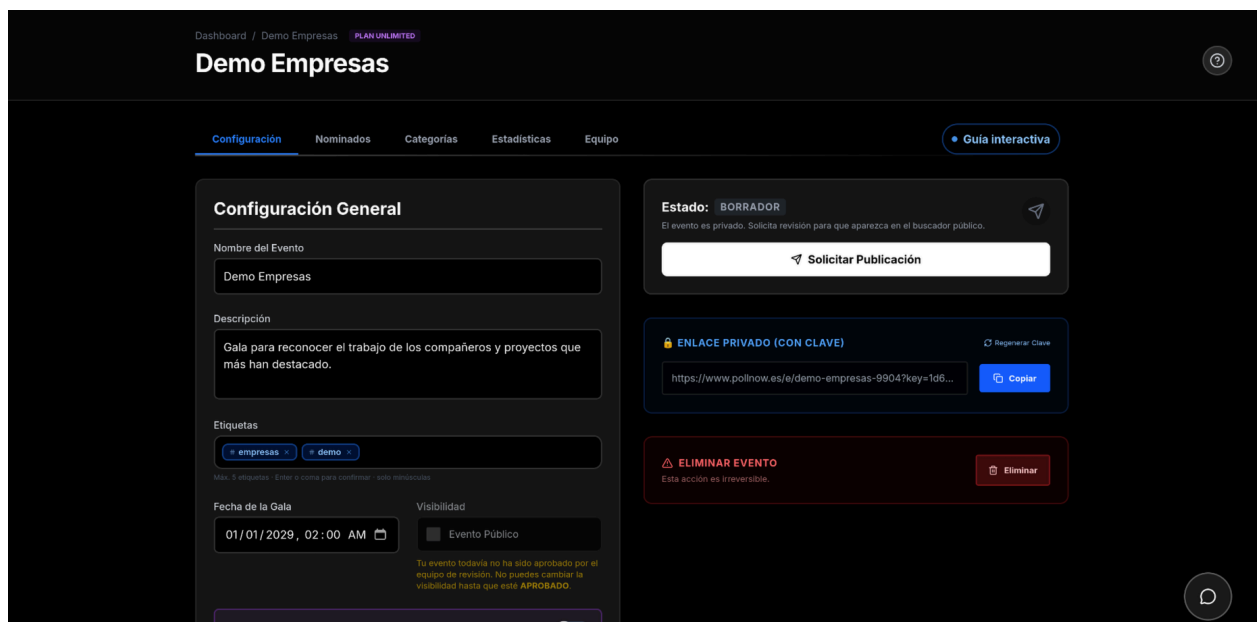 Dashboard / Demo Empresas PLAN UNLIMITED
Demo Empresas
Configuración
Nominados
Categorías
Estadísticas
Equipo
Guía interactiva
Configuración General
Nombre del Evento
Demo Empresas
Descripción
Gala para reconocer el trabajo de los compañeros y proyectos que
más han destacado.
Etiquetas
# empresas ×
# demo ×
Máx. 5 etiquetas · Enter o coma para confirmar · solo minúsculas
Fecha de la Gala
01/01/2029, 02:00 AM
Visibilidad
Evento Público
Tu evento todavía no ha sido aprobado por el
equipo de revisión. No puedes cambiar la
visibilidad hasta que esté APROBADO.
Estado: BORRADOR
El evento es privado. Solicita revisión para que aparezca en el buscador público.
Solicitar Publicación
ENLACE PRIVADO (CON CLAVE)
Regenerar Clave
https://www.pollnow.es/e/demo-empresas-9904?key=1d6...
Copiar
ELIMINAR EVENTO
Esta acción es irreversible.
Eliminar